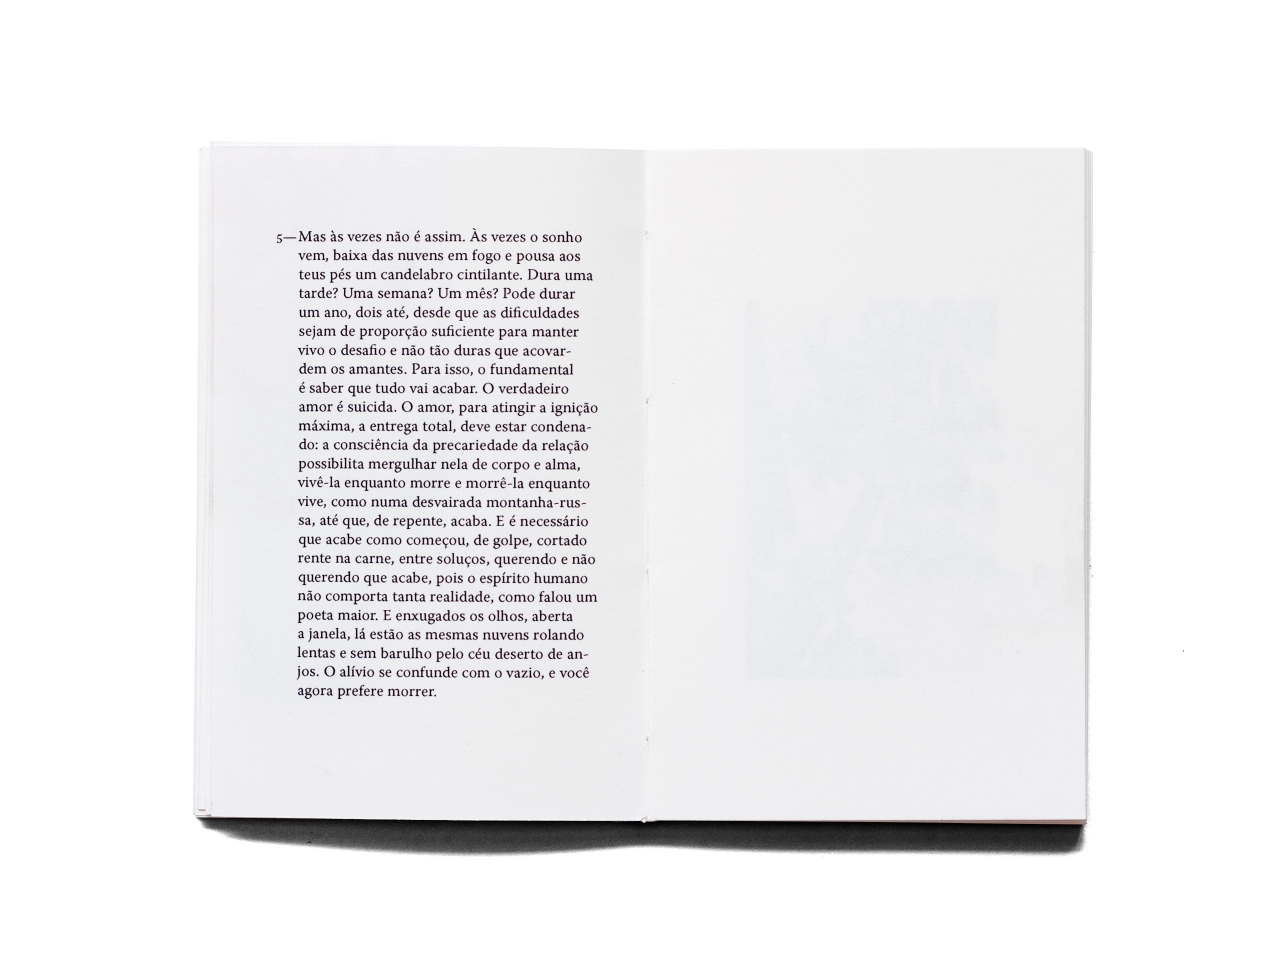 5—Mas às vezes não é assim. Às vezes o sonho
vem, baixa das nuvens em fogo e pousa aos
teus pés um candelabro cintilante. Dura uma
tarde? Uma semana? Um mês? Pode durar
um ano, dois até, desde que as dificuldades
sejam de proporção suficiente para manter
vivo o desafio e não tão duras que acovar-
dem os amantes. Para isso, o fundamental
é saber que tudo vai acabar. O verdadeiro
amor é suicida. O amor, para atingir a ignição
máxima, a entrega total, deve estar condena-
do: a consciência da precariedade da relação
possibilita mergulhar nela de corpo e alma,
vivê-la enquanto morre e morrê-la enquanto
vive, como numa desvairada montanha-rus-
sa, até que, de repente, acaba. E é necessário
que acabe como começou, de golpe, cortado
rente na carne, entre soluços, querendo e não
querendo que acabe, pois o espírito humano
não comporta tanta realidade, como falou um
poeta maior. E enxugados os olhos, aberta
a janela, lá estão as mesmas nuvens rolando
lentas e sem barulho pelo céu deserto de an-
jos. O alívio se confunde com o vazio, e você
agora prefere morrer.